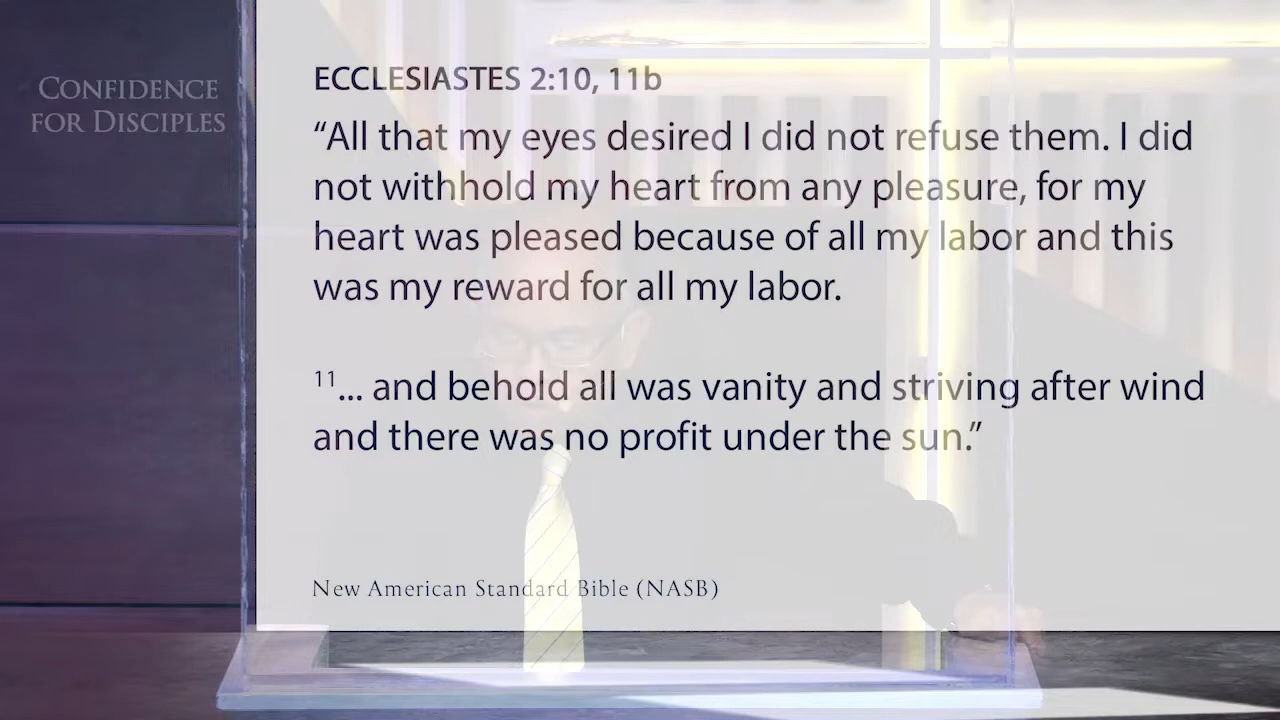 CONFIDENCE
FOR DISCIPLES
ECCLESIASTES 2:10, 11b
“All that my eyes desired I did not refuse them. I did
not withhold my heart from any pleasure, for my
heart was pleased because of all my labor and this
was my reward for all my labor.
11... and behold all was vanity and striving after wind
and there was no profit under the sun.”
New American Standard Bible (NASB)